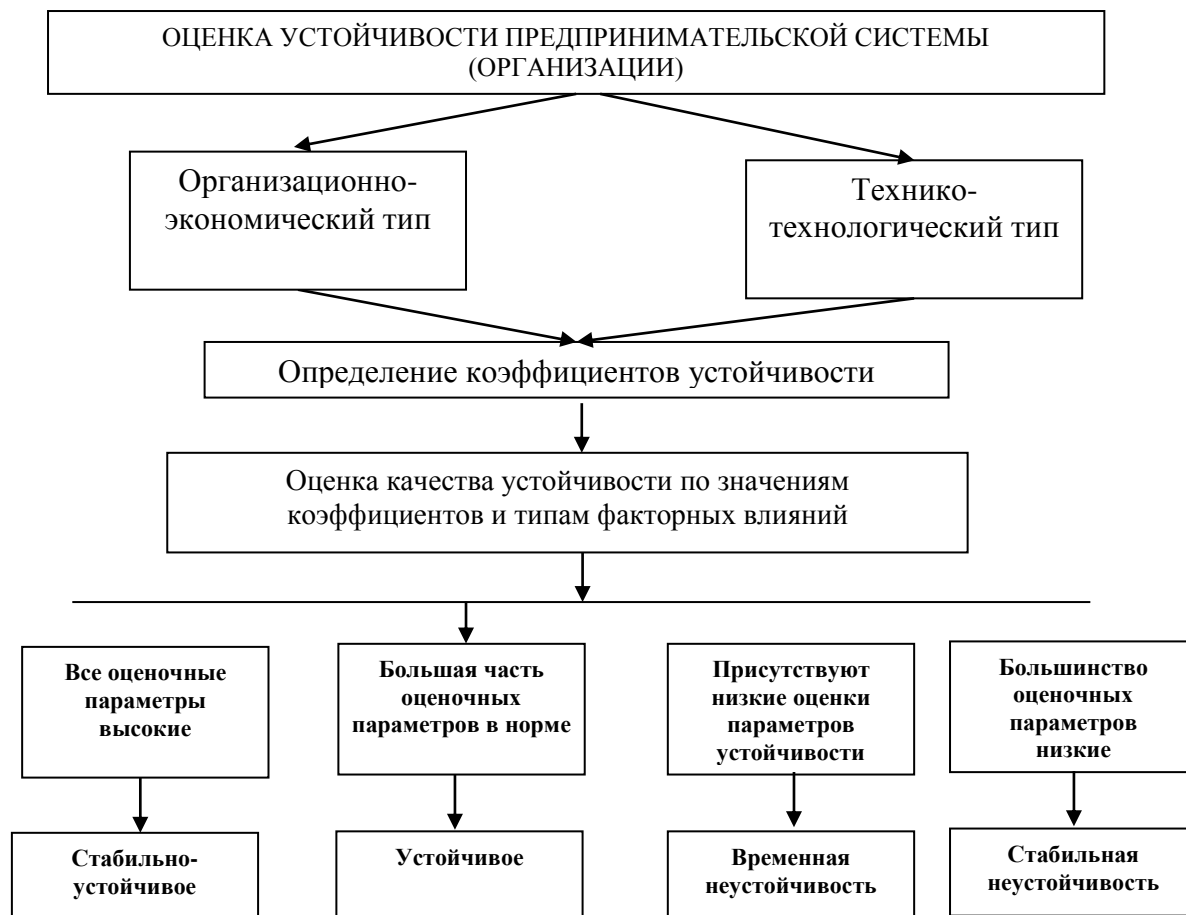 ОЦЕНКА УСТОЙЧИВОСТИ ПРЕДПРИНИМАТЕЛЬСКОЙ СИСТЕМЫ
(ОРГАНИЗАЦИИ)
Организационно-
экономический тип
Технико-
технологический тип
Определение коэффициентов устойчивости
Оценка качества устойчивости по значениям
коэффициентов и типам факторных влияний
Все оценочные
параметры
высокие
Большая часть
оценочных
параметров в норме
Присутствуют
низкие оценки
параметров
устойчивости
Большинство
оценочных
параметров
низкие
Стабильно-
устойчивое
Устойчивое
Временная
неустойчивость
Стабильная
неустойчивость